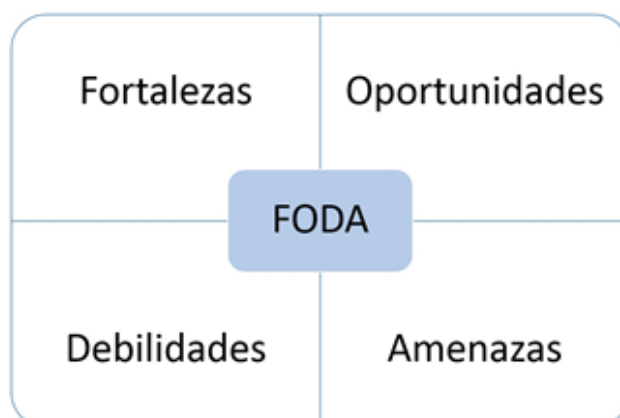 Fortalezas
Oportunidades
FODA
Debilidades
Amenazas